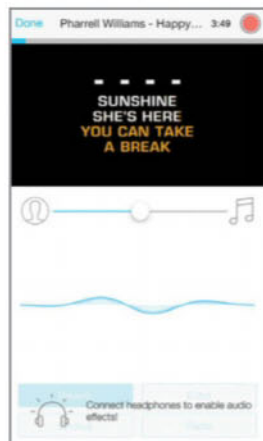 Done Pharrell Williams - Happy... 3:49
SUNSHINE
SHE'S HERE
YOU CAN TAKE
A BREAK
Connect headphones to enable audio
effects!